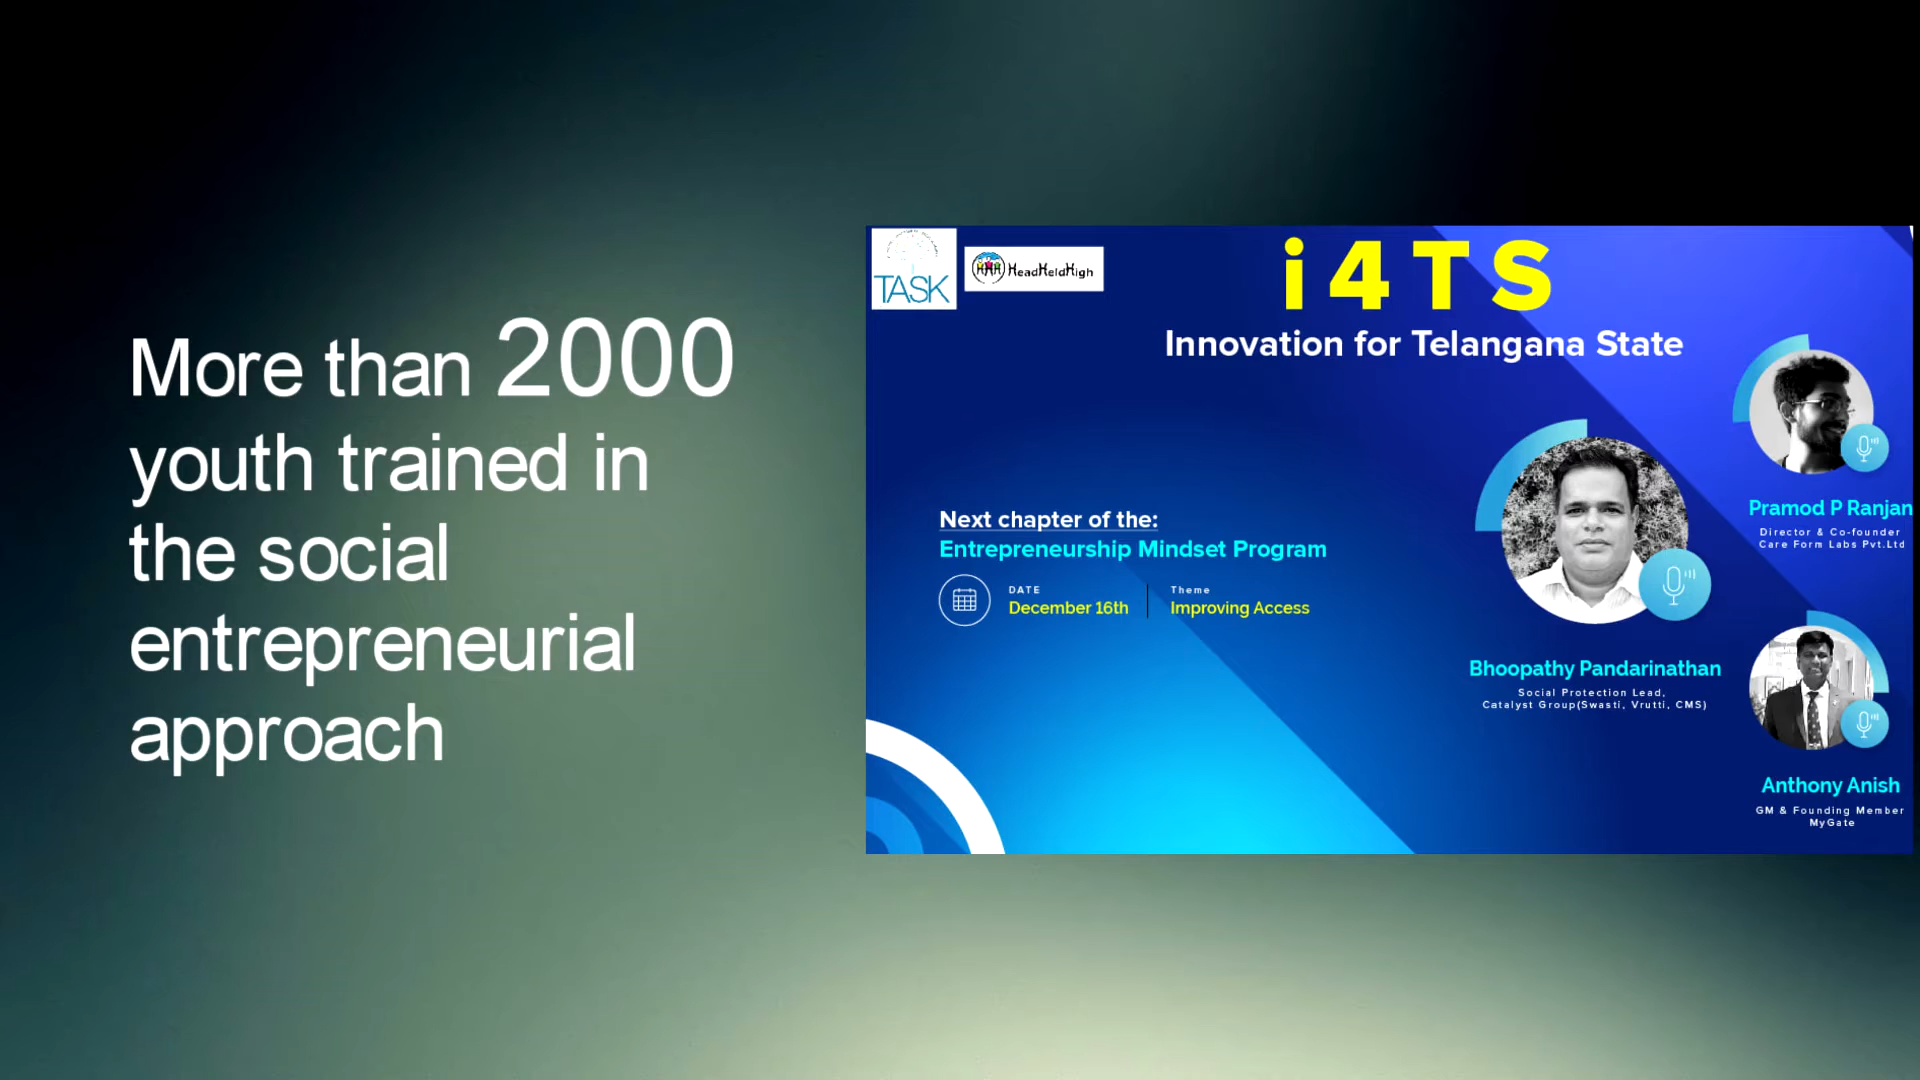 More than 2000
youth trained in
the social
entrepreneurial
approach
TASK
HeadHeldHigh
i4TS
Innovation for Telangana State
Next chapter of the:
Entrepreneurship Mindset Program
DATE
December 16th
Theme
Improving Access
Bhoopathy Pandarinathan
Social Protection Lead,
Catalyst Group(Swasti, Vrutti, CMS)
Pramod P Ranjan
Director & Co-founder
Care Form Labs Pvt.Ltd
Anthony Anish
GM & Founding Member
MyGate